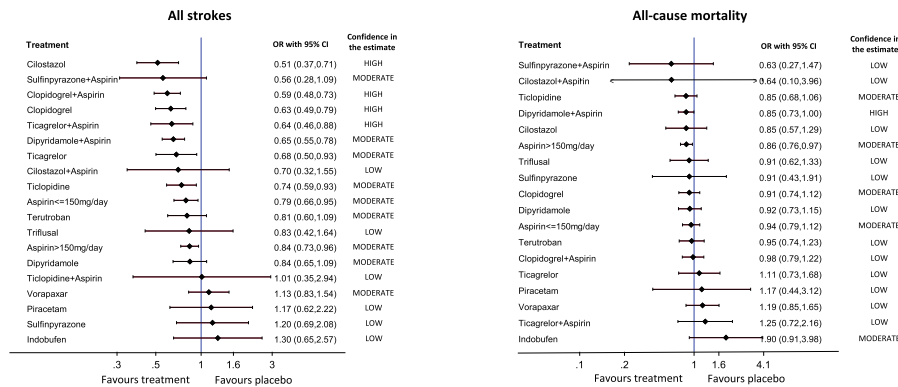 All strokes
Treatment OR with 95% CI Confidence in the estimate
Cilostazol 0.51 (0.37,0.71) HIGH
Sulfinpyrazone+Aspirin 0.56 (0.28,1.09) MODERATE
Clopidogrel+Aspirin 0.59 (0.48,0.73) HIGH
Clopidogrel 0.63 (0.49,0.79) HIGH
Ticagrelor+Aspirin 0.64 (0.46,0.88) HIGH
Dipyridamole+Aspirin 0.65 (0.55,0.78) MODERATE
Ticagrelor 0.68 (0.50,0.93) MODERATE
Cilostazol+Aspirin 0.70 (0.32,1.55) LOW
Ticlopidine 0.74 (0.59,0.93) MODERATE
Aspirin<=150mg/day 0.79 (0.66,0.95) MODERATE
Terutroban 0.81 (0.60,1.09) MODERATE
Triflusal 0.83 (0.42,1.64) LOW
Aspirin>150mg/day 0.84 (0.73,0.96) MODERATE
Dipyridamole 0.84 (0.65,1.09) MODERATE
Ticlopidine+Aspirin 1.01 (0.35,2.94) LOW
Vorapaxar 1.13 (0.83,1.54) MODERATE
Piracetam 1.17 (0.62,2.22) LOW
Sulfinpyrazone 1.20 (0.69,2.08) LOW
Indobufen 1.30 (0.65,2.57) LOW
.3 .5 1 1.6 3
Favours treatment Favours placebo
All-cause mortality
Treatment OR with 95% CI Confidence in the estimate
Sulfinpyrazone+Aspirin 0.63 (0.27,1.47) LOW
Cilostazol+Aspirin 0.64 (0.10,3.96) LOW
Ticlopidine 0.85 (0.68,1.06) MODERATE
Dipyridamole+Aspirin 0.85 (0.73,1.00) HIGH
Cilostazol 0.85 (0.57,1.29) LOW
Aspirin>150mg/day 0.86 (0.76,0.97) MODERATE
Triflusal 0.91 (0.62,1.33) LOW
Sulfinpyrazone 0.91 (0.43,1.91) LOW
Clopidogrel 0.91 (0.74,1.12) MODERATE
Dipyridamole 0.92 (0.73,1.15) LOW
Aspirin<=150mg/day 0.94 (0.79,1.12) MODERATE
Terutroban 0.95 (0.74,1.23) LOW
Clopidogrel+Aspirin 0.98 (0.79,1.22) LOW
Ticagrelor 1.11 (0.73,1.68) LOW
Piracetam 1.17 (0.44,3.12) LOW
Vorapaxar 1.19 (0.85,1.65) LOW
Ticagrelor+Aspirin 1.25 (0.72,2.16) LOW
Indobufen 1.90 (0.91,3.98) MODERATE
.1 .2 1 1.6 4.1
Favours treatment Favours placebo